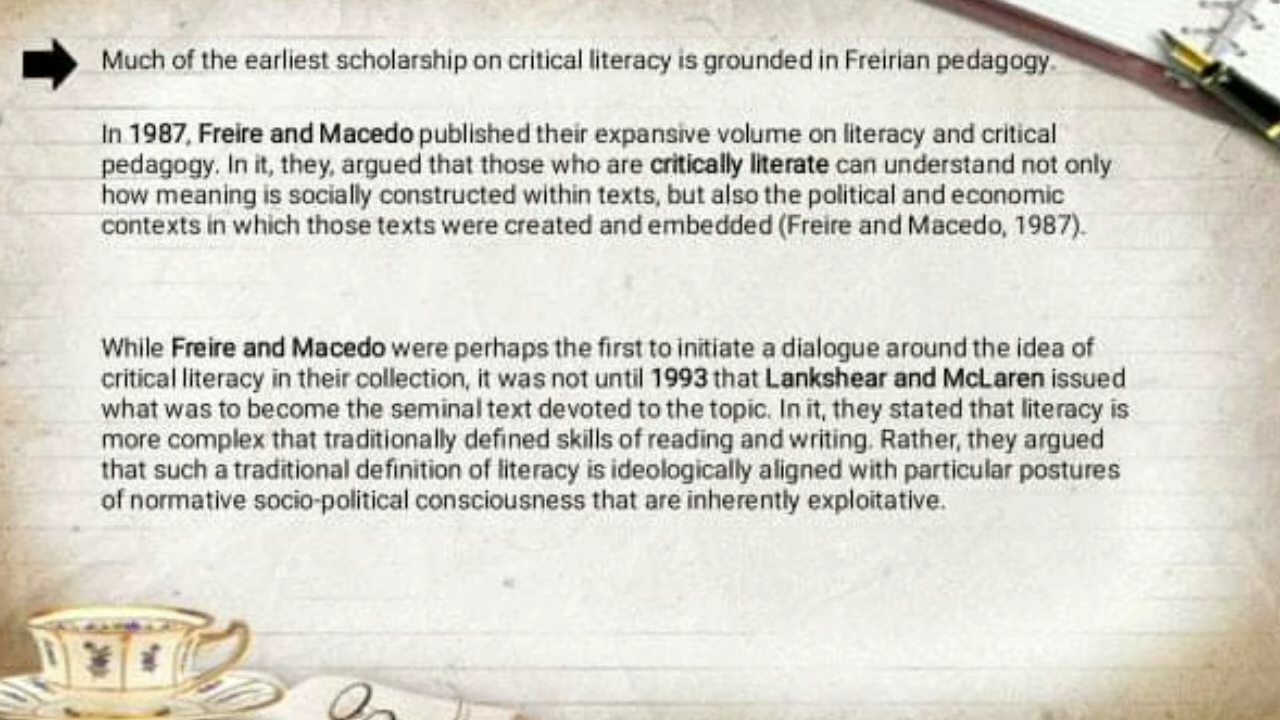 Much of the earliest scholarship on critical literacy is grounded in Freirian pedagogy.
In 1987, Freire and Macedo published their expansive volume on literacy and critical
pedagogy. In it, they, argued that those who are critically literate can understand not only
how meaning is socially constructed within texts, but also the political and economic
contexts in which those texts were created and embedded (Freire and Macedo, 1987).
While Freire and Macedo were perhaps the first to initiate a dialogue around the idea of
critical literacy in their collection, it was not until 1993 that Lankshear and McLaren issued
what was to become the seminal text devoted to the topic. In it, they stated that literacy is
more complex that traditionally defined skills of reading and writing. Rather, they argued
that such a traditional definition of literacy is ideologically aligned with particular postures
of normative socio-political consciousness that are inherently exploitative.